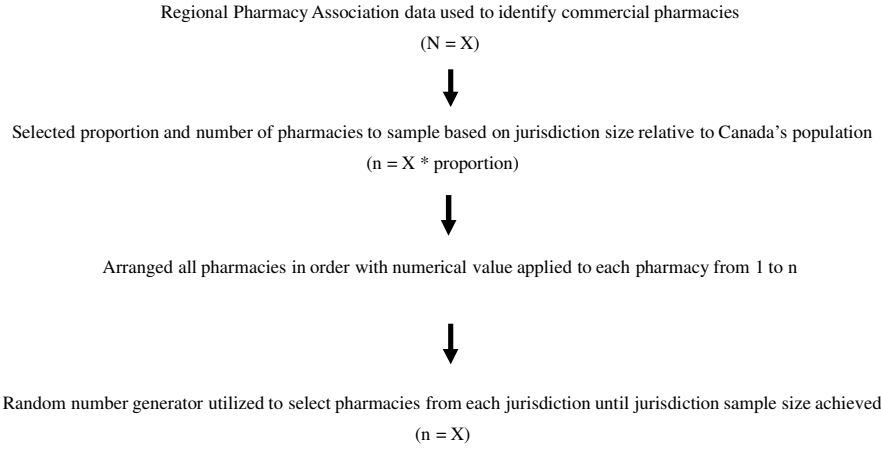 Regional Pharmacy Association data used to identify commercial pharmacies
(N = X)
Selected proportion and number of pharmacies to sample based on jurisdiction size relative to Canada’s population
(n = X * proportion)
Arranged all pharmacies in order with numerical value applied to each pharmacy from 1 to n
Random number generator utilized to select pharmacies from each jurisdiction until jurisdiction sample size achieved
(n = X)